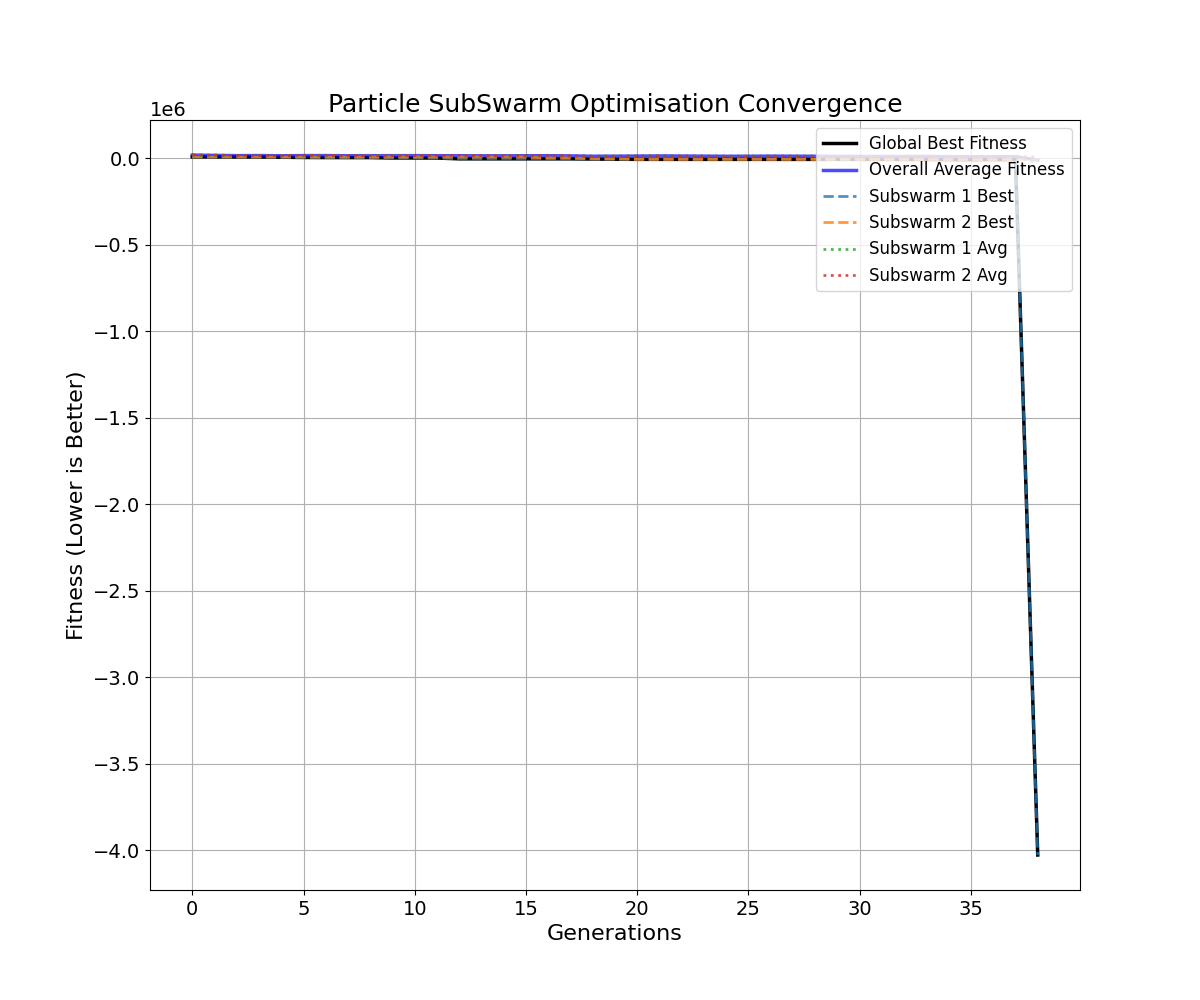 Particle SubSwarm Optimisation Convergence
1e6
0.0
−0.5
−1.0
−1.5
−2.0
−2.5
−3.0
−3.5
−4.0
Fitness (Lower is Better)
Global Best Fitness
Overall Average Fitness
Subswarm 1 Best
Subswarm 2 Best
Subswarm 1 Avg
Subswarm 2 Avg
0 5 10 15 20 25 30 35
Generations